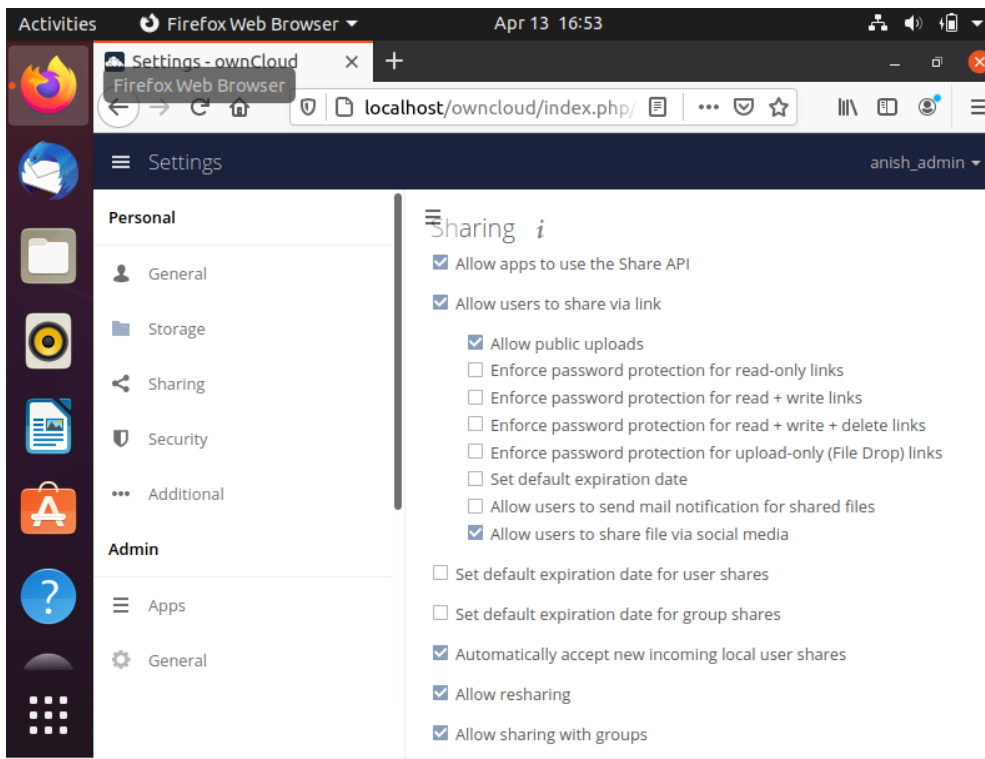 Activities Firefox Web Browser Apr 13 16:53
Settings - ownCloud
Firefox Web Browser
localhost/owncloud/index.php/
Settings anish_admin
Personal
General
Storage
Sharing
Security
Additional
Admin
Apps
General
Sharing i
Allow apps to use the Share API
Allow users to share via link
Allow public uploads
Enforce password protection for read-only links
Enforce password protection for read + write links
Enforce password protection for read + write + delete links
Enforce password protection for upload-only (File Drop) links
Set default expiration date
Allow users to send mail notification for shared files
Allow users to share file via social media
Set default expiration date for user shares
Set default expiration date for group shares
Automatically accept new incoming local user shares
Allow resharing
Allow sharing with groups